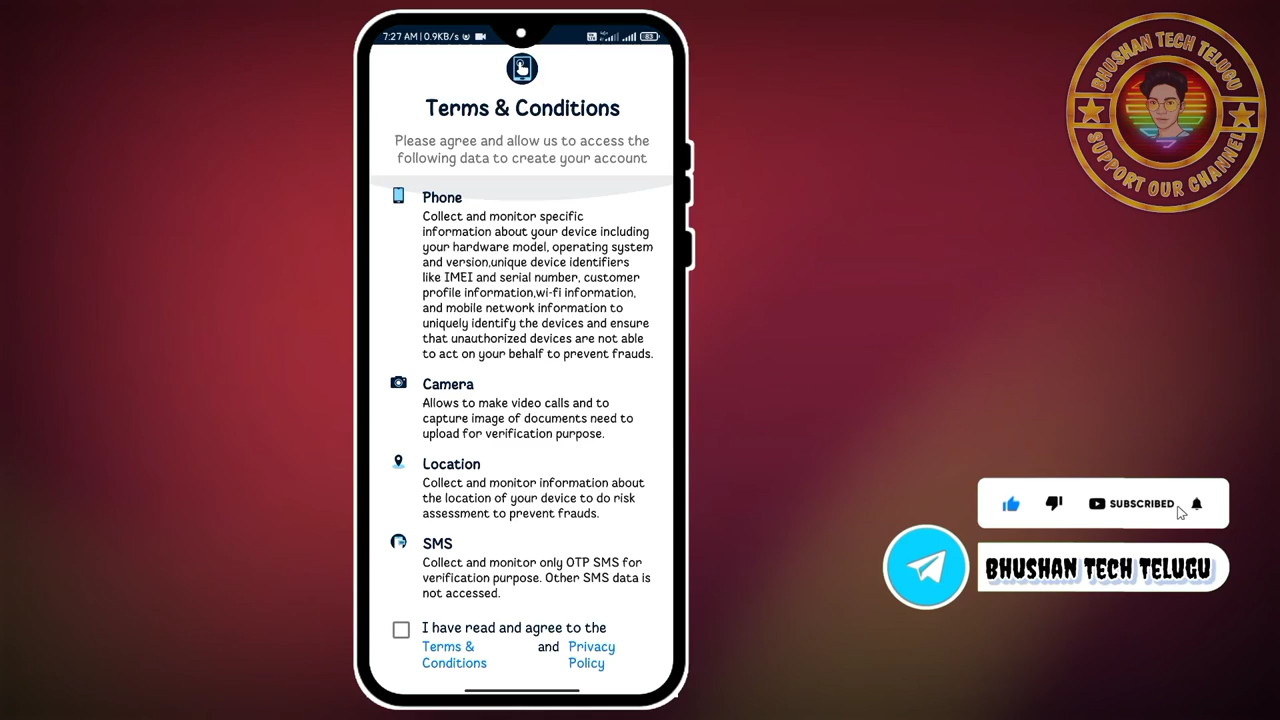 7:27 AM | 0.9KB/s
83
Terms & Conditions
Please agree and allow us to access the
following data to create your account
Phone
Collect and monitor specific
information about your device including
your hardware model, operating system
and version,unique device identifiers
like IMEI and serial number, customer
profile information,wi-fi information,
and mobile network information to
uniquely identify the devices and ensure
that unauthorized devices are not able
to act on your behalf to prevent frauds.
Camera
Allows to make video calls and to
capture image of documents need to
upload for verification purpose.
Location
Collect and monitor information about
the location of your device to do risk
assessment to prevent frauds.
SMS
Collect and monitor only OTP SMS for
verification purpose. Other SMS data is
not accessed.
I have read and agree to the
Terms & Conditions and Privacy Policy
BHUSHAN TECH TELUGU
SUPPORT OUR CHANNEL
SUBSCRIBED
BHUSHAN TECH TELUGU